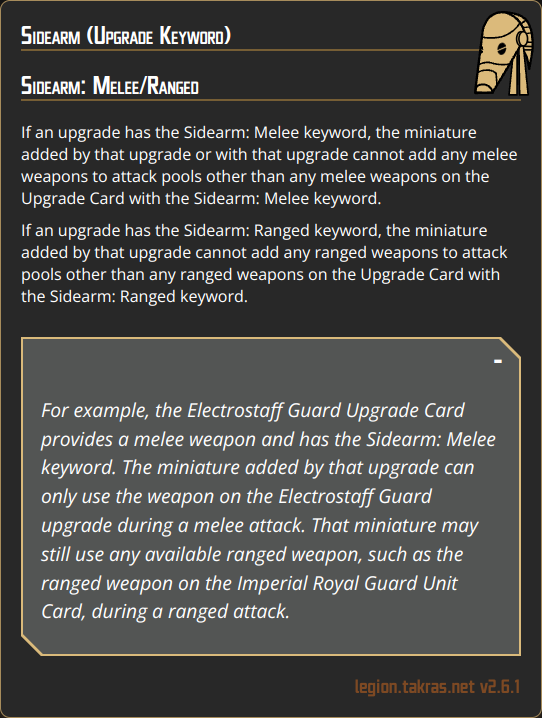 Sidearm (Upgrade Keyword)
Sidearm: Melee/Ranged
If an upgrade has the Sidearm: Melee keyword, the miniature
added by that upgrade or with that upgrade cannot add any melee
weapons to attack pools other than any melee weapons on the
Upgrade Card with the Sidearm: Melee keyword.
If an upgrade has the Sidearm: Ranged keyword, the miniature
added by that upgrade cannot add any ranged weapons to attack
pools other than any ranged weapons on the Upgrade Card with
the Sidearm: Ranged keyword.
-
For example, the Electrostaff Guard Upgrade Card
provides a melee weapon and has the Sidearm: Melee
keyword. The miniature added by that upgrade can
only use the weapon on the Electrostaff Guard
upgrade during a melee attack. That miniature may
still use any available ranged weapon, such as the
ranged weapon on the Imperial Royal Guard Unit
Card, during a ranged attack.
legion.takras.net v2.6.1